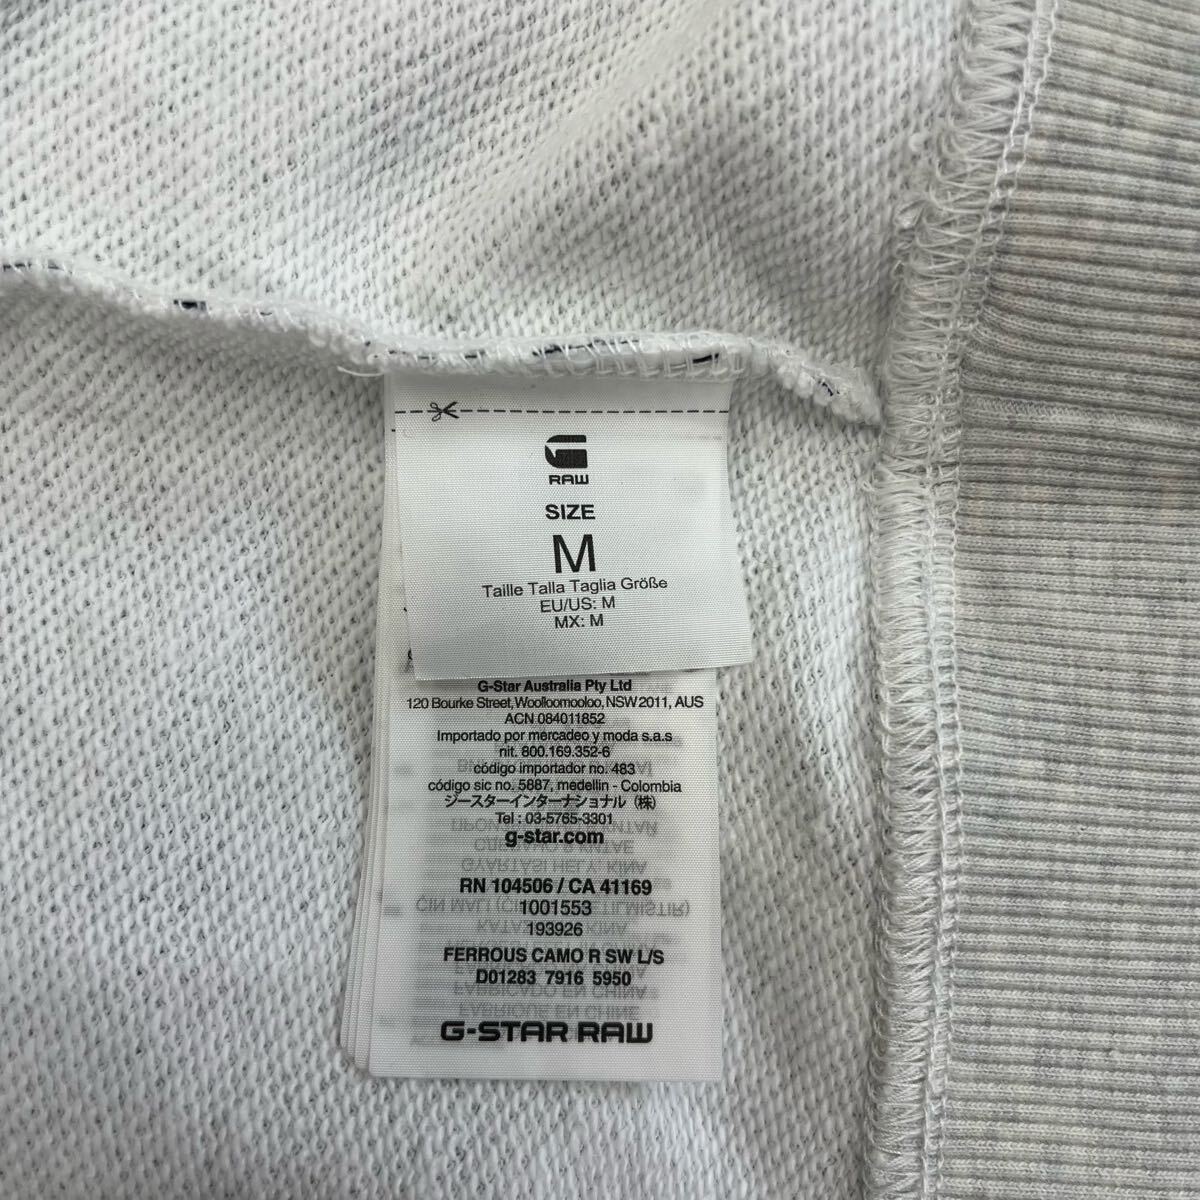 RAW
SIZE
M
Taille Talla Taglia Größe
EU/US: M
MX: M
G-Star Australia Pty Ltd
120 Bourke Street, Woolloomooloo, NSW 2011, AUS
ACN 084011852
Importado por mercadeo y moda s.a.s
nit. 800.169.352-6
código importador no. 483
código sic no. 5887, medellin - Colombia
ジースターインターナショナル (株)
Tel : 03-5765-3301
g-star.com
RN 104506 / CA 41169
1001553
193926
FERROUS CAMO R SW L/S
D01283 7916 5950
G-STAR RAW